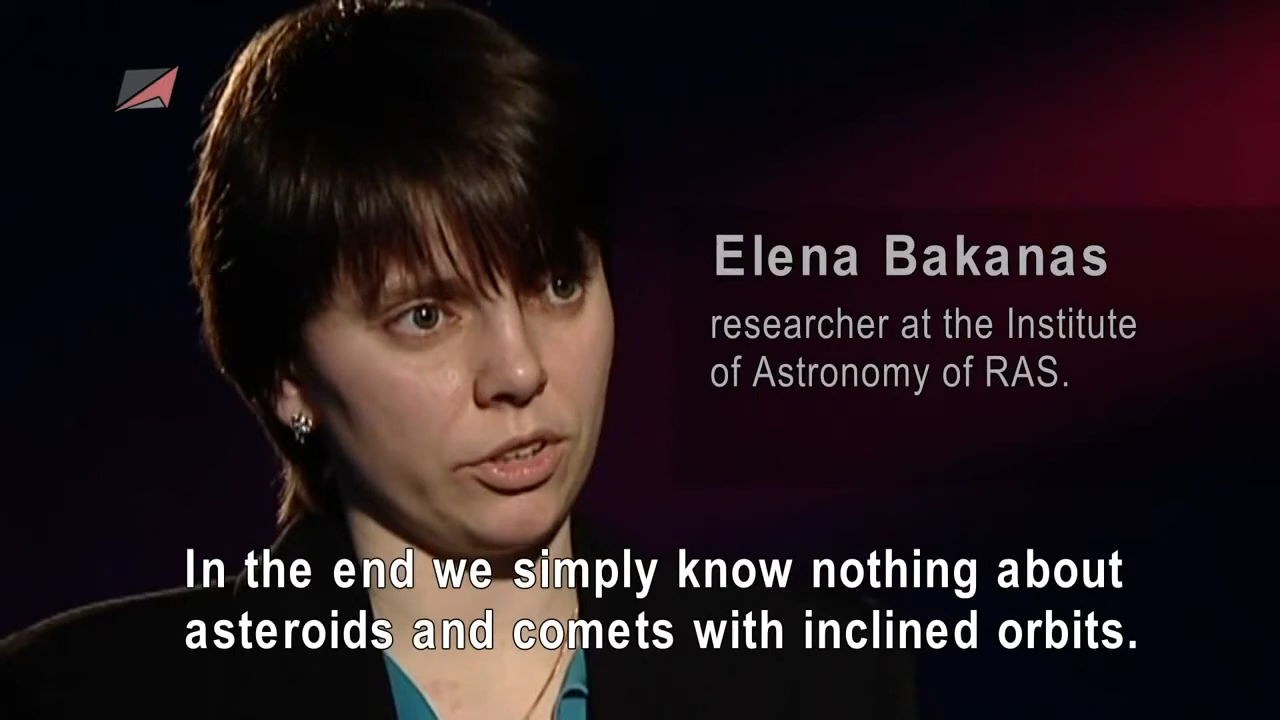 Elena Bakanas
researcher at the Institute
of Astronomy of RAS.
In the end we simply know nothing about
asteroids and comets with inclined orbits.